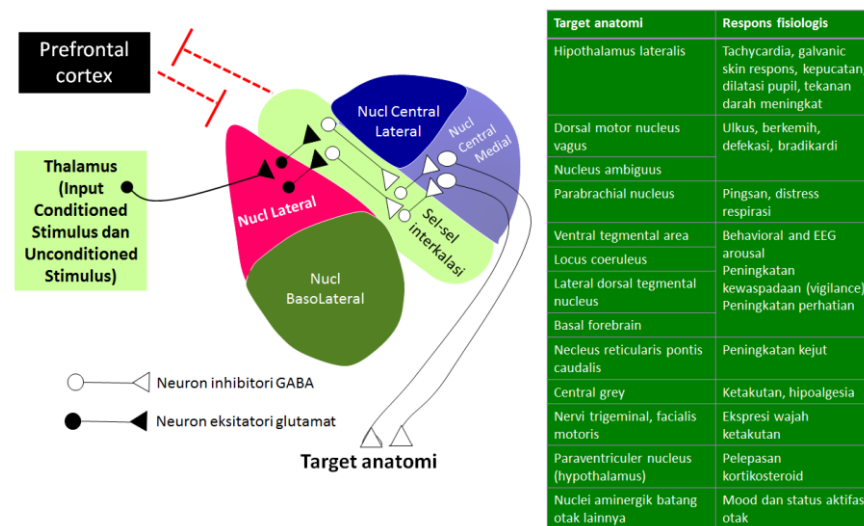 Prefrontal
cortex
Thalamus
(Input
Conditioned
Stimulus dan
Unconditioned
Stimulus)
Nucl Central
Lateral
Nucl
Central
Medial
Nucl Lateral
Sel-sel
interkalasi
Nucl
BasoLateral
Neuron inhibitori GABA
Neuron eksitatori glutamat
Target anatomi
Target anatomi
Respons fisiologis
Hipothalamus lateralis
Tachycardia, galvanic
skin respons, kepucatan,
dilatasi pupil, tekanan
darah meningkat
Dorsal motor nucleus
vagus
Nucleus ambiguus
Ulkus, berkemih,
defekasi, bradikardi
Parabrachial nucleus
Pingsan, distress
respirasi
Ventral tegmental area
Locus coeruleus
Lateral dorsal tegmental
nucleus
Basal forebrain
Behavioral and EEG
arousal
Peningkatan
kewaspadaan (vigilance)
Peningkatan perhatian
Necleus reticularis pontis
caudalis
Peningkatan kejut
Central grey
Ketakutan, hipoalgesia
Nervi trigeminal, facialis
motoris
Ekspresi wajah
ketakutan
Paraventriculer nucleus
(hypothalamus)
Pelepasan
kortikosteroid
Nuclei aminergik batang
otak lainnya
Mood dan status aktifas
otak